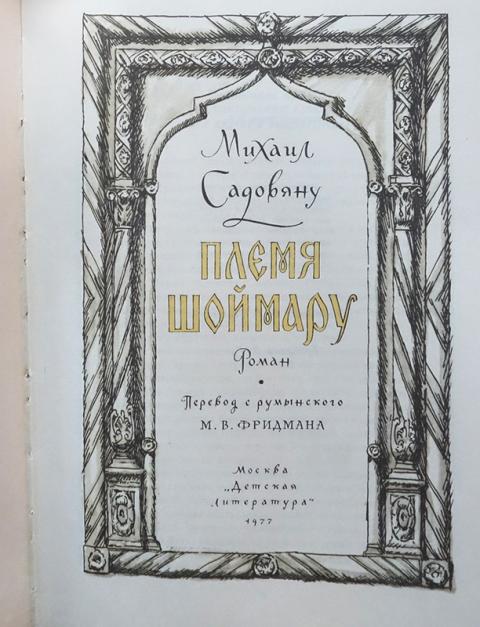 Михаил
Садовяну
ПЛЕМЯ
ШОЙМАРУ
Роман
•
Перевод с румынского
М. В. ФРИДМАНА
Москва
„Детская
Литература“
1977